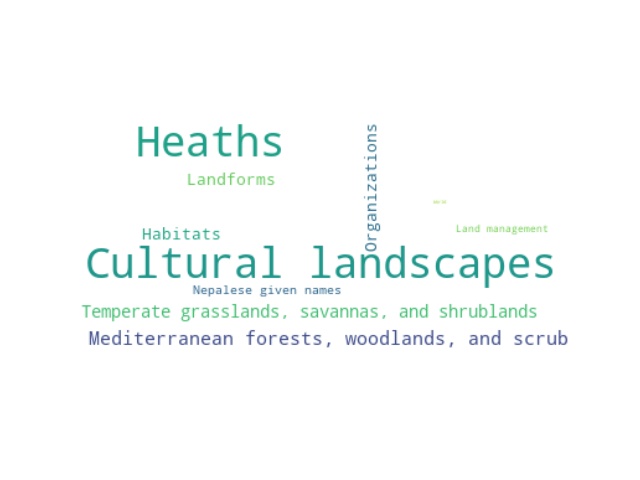 Heaths
Organizations
Landforms
Land management
Habitats
Cultural landscapes
Nepalese given names
Temperate grasslands, savannas, and shrublands
Mediterranean forests, woodlands, and scrub